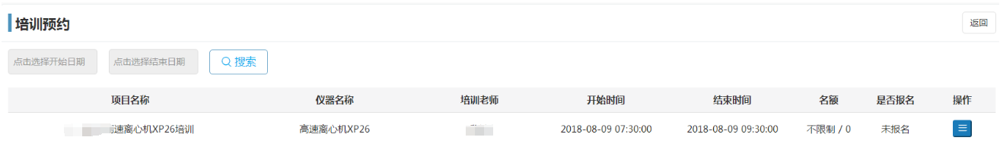 培训预约
返回
点击选择开始日期 点击选择结束日期 搜索
项目名称 仪器名称 培训老师 开始时间 结束时间 名额 是否报名 操作
速离心机XP26培训 高速离心机XP26 2018-08-09 07:30:00 2018-08-09 09:30:00 不限制 / 0 未报名